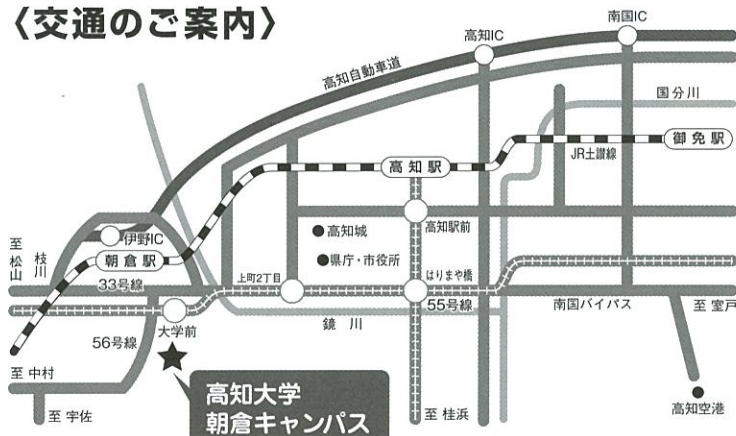 〈交通のご案内〉
南国IC
高知IC
高知自動車道
国分川
御免駅
JR土讃線
高知駅
伊野IC
高知城
高知駅前
至松山
枝川
朝倉駅
県庁・市役所
上町2丁目
はりまや橋
33号線
大学前
鏡川
55号線
南国バイパス
至室戸
56号線
至中村
高知大学
朝倉キャンパス
至宇佐
至桂浜
高知空港